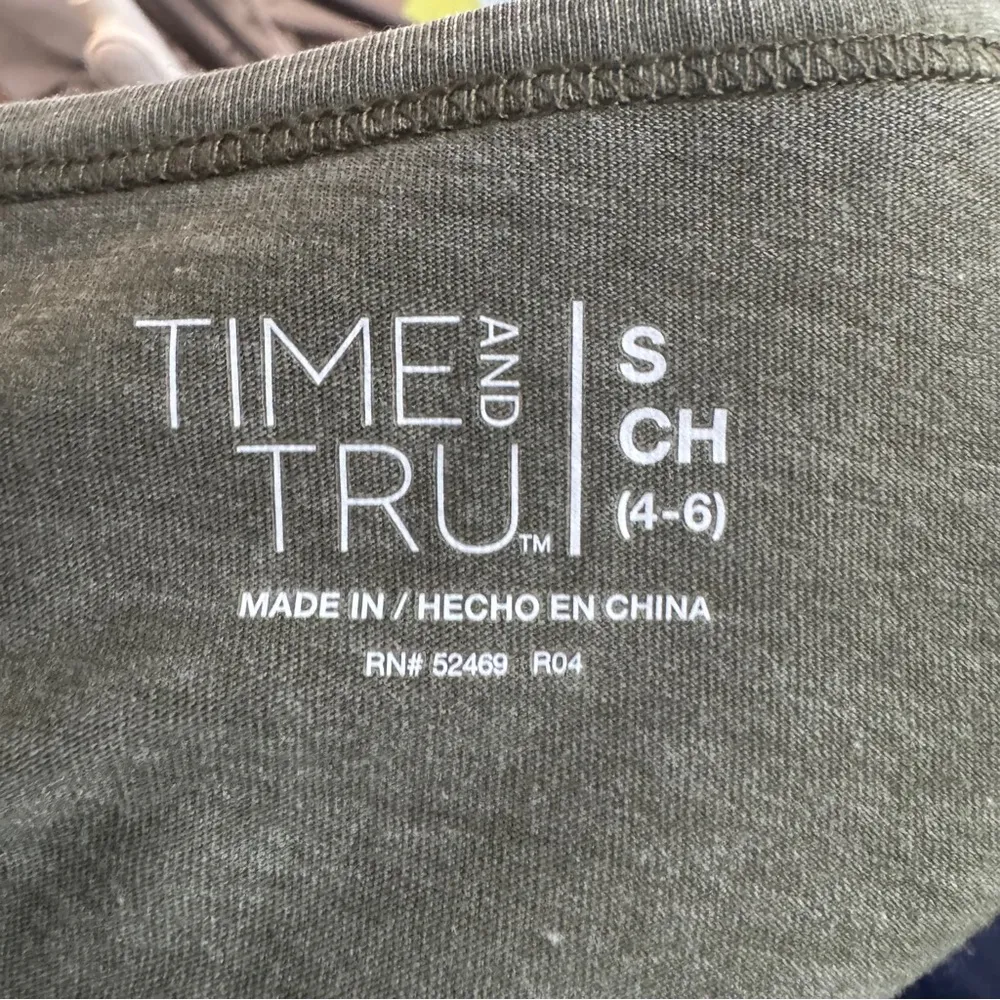 TIME AND
TRU™
S
CH
(4-6)
MADE IN / HECHO EN CHINA
RN# 52469 R04